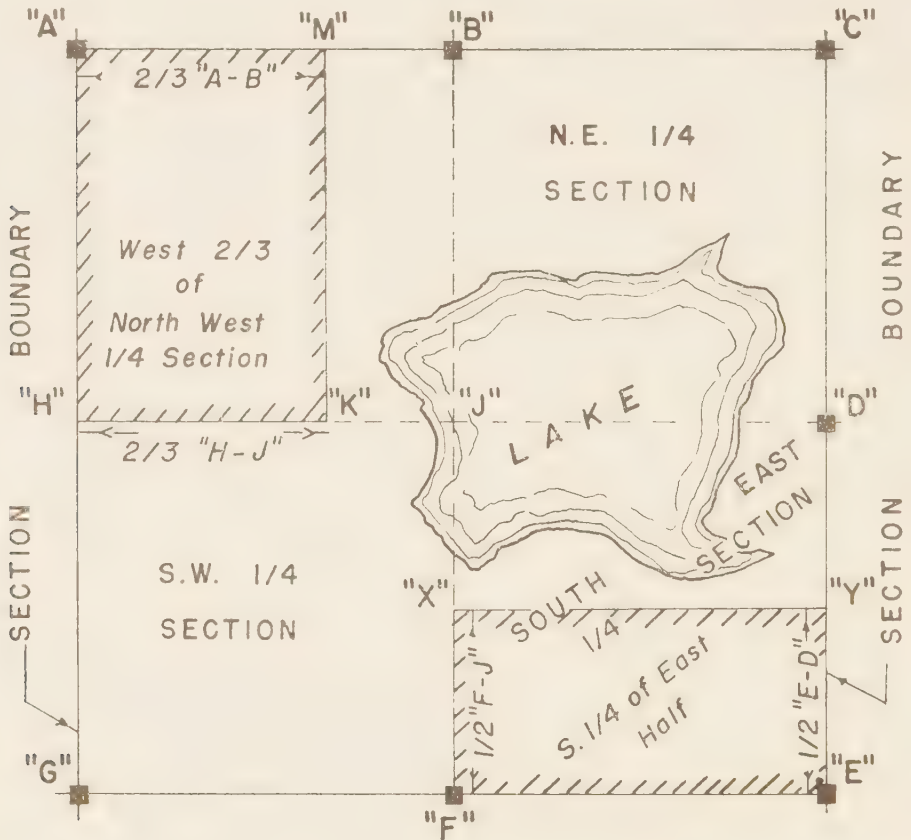 "A"
"M"
"B"
"C"
2/3 "A-B"
N.E. 1/4
SECTION
West 2/3
of
North West
1/4 Section
BOUNDARY
BOUNDARY
"H"
"K"
"J"
"D"
2/3 "H-J"
LAKE
EAST
SECTION
SOUTH
1/4
S.W. 1/4
SECTION
"X"
"Y"
SECTION
SECTION
1/2 "F-J"
S. 1/4 of East
Half
1/2 "E-D"
"G"
"F"
"E"